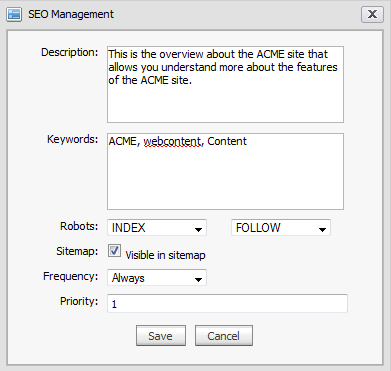 SEO Management
Description:
This is the overview about the ACME site that
allows you understand more about the features
of the ACME site.
Keywords:
ACME, webcontent, Content
Robots: INDEX FOLLOW
Sitemap: Visible in sitemap
Frequency: Always
Priority: 1
Save Cancel